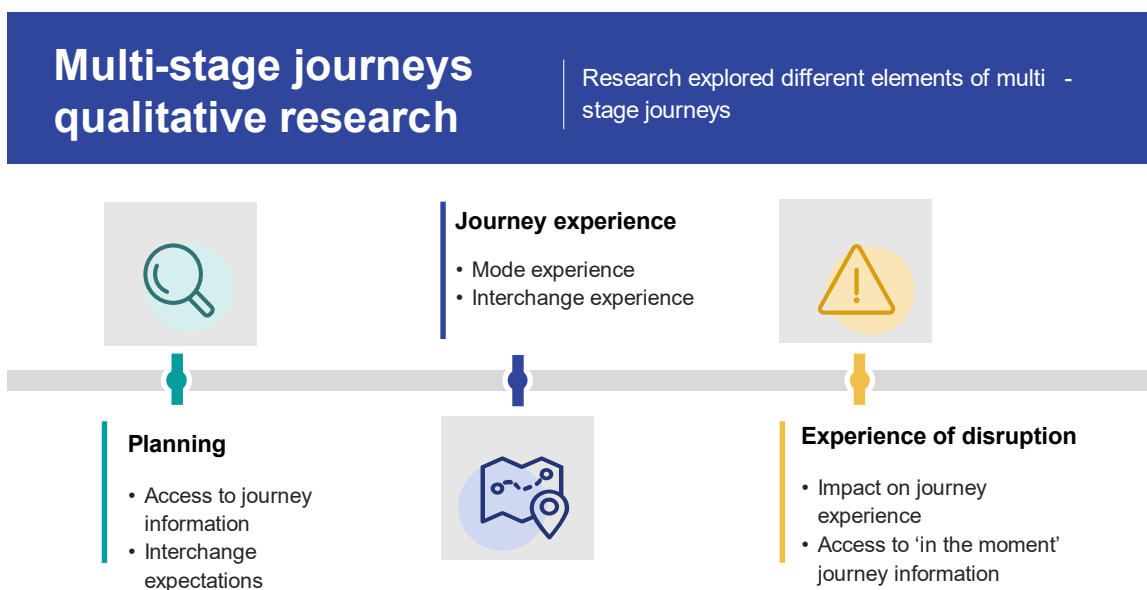 Multi-stage journeys
qualitative research
Research explored different elements of multi -
stage journeys
Planning
• Access to journey
information
• Interchange
expectations
Journey experience
• Mode experience
• Interchange experience
Experience of disruption
• Impact on journey
experience
• Access to ‘in the moment’
journey information